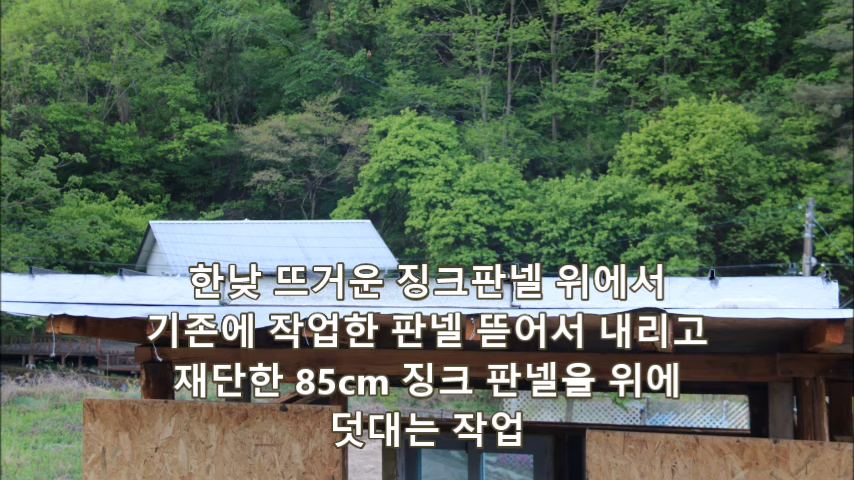 한낮 뜨거운 징크판넬 위에서
기존에 작업한 판넬 뜯어서 내리고
재단한 85cm 징크 판넬을 위에
덧대는 작업